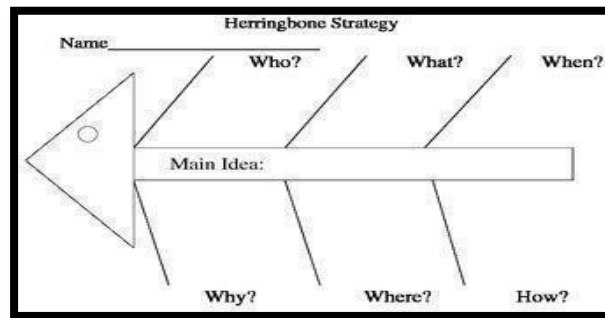 Herringbone Strategy
Name
Who? What? When?
Main Idea:
Why? Where? How?